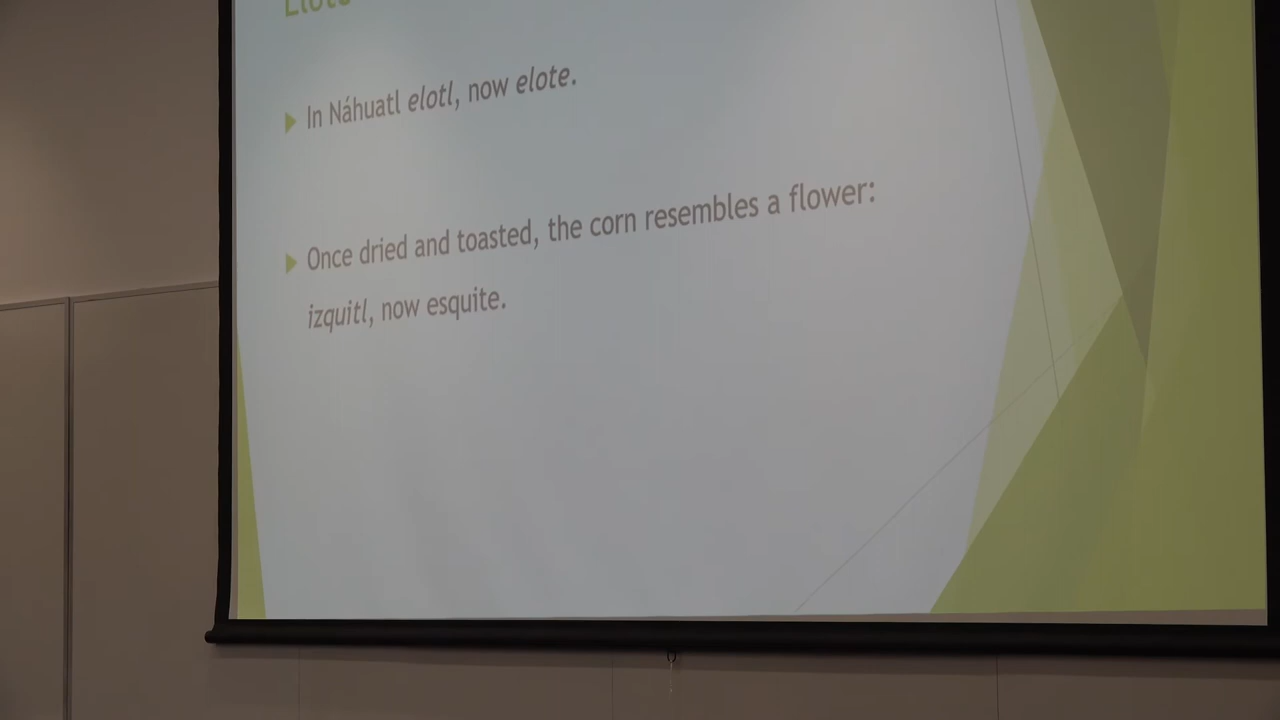 Elote
In Náhuatl elotl, now elote.
Once dried and toasted, the corn resembles a flower:
izquitl, now esquite.